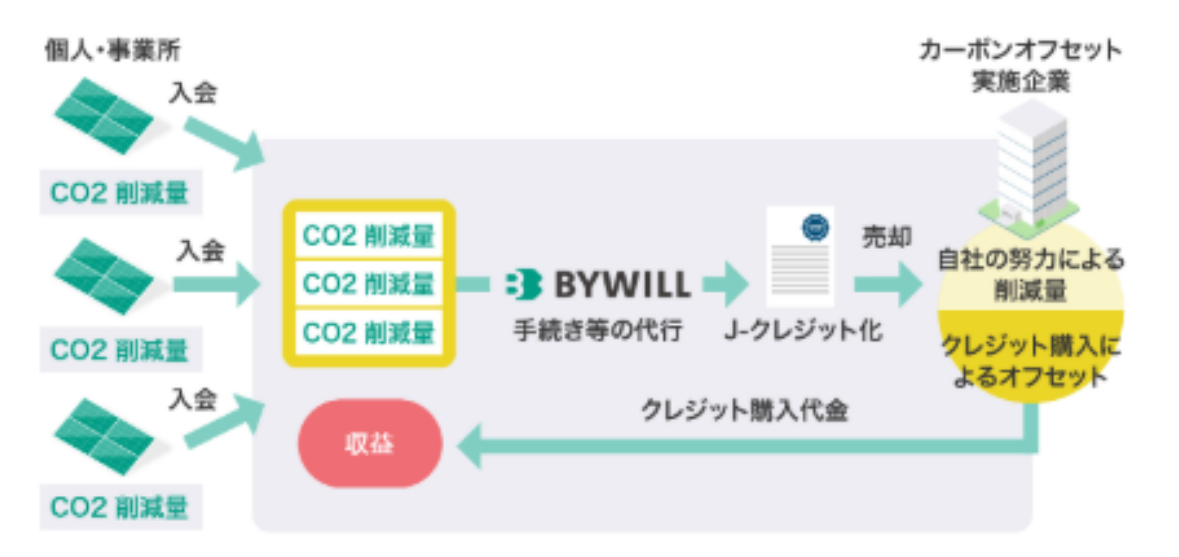 個人・事業所
入会
CO2 削減量
入会
CO2 削減量
入会
CO2 削減量
CO2 削減量
CO2 削減量
CO2 削減量
BYWILL
手続き等の代行
J-クレジット化
売却
カーボンオフセット
実施企業
自社の努力による
削減量
クレジット購入に
よるオフセット
クレジット購入代金
収益